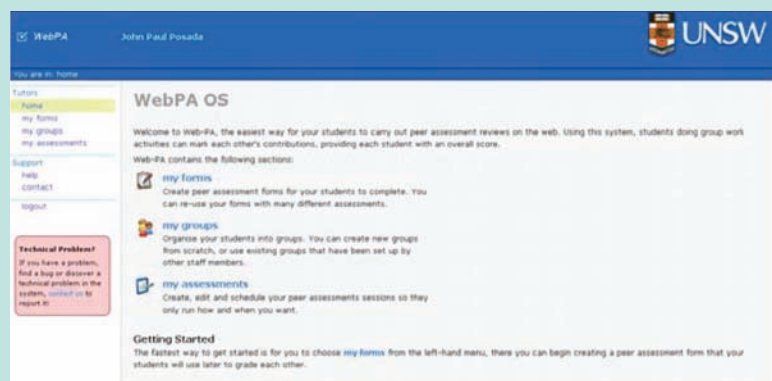 WebPA
John Paul Posada
UNSW
You are in: home
Tutors
home
my forms
my groups
my assessments
Support
help
contact
logout
Technical Problem?
If you have a problem,
find a bug or discover a
technical problem in the
system, contact us to
report it!
WebPA OS
Welcome to Web-PA, the easiest way for your students to carry out peer assessment reviews on the web. Using this system, students doing group work
activities can mark each other's contributions, providing each student with an overall score.
Web-PA contains the following sections:
my forms
Create peer assessment forms for your students to complete. You
can re-use your forms with many different assessments.
my groups
Organise your students into groups. You can create new groups
from scratch, or use existing groups that have been set up by
other staff members.
my assessments
Create, edit and schedule your peer assessments sessions so they
only run how and when you want.
Getting Started
The fastest way to get started is for you to choose my forms from the left-hand menu, there you can begin creating a peer assessment form that your
students will use later to grade each other.